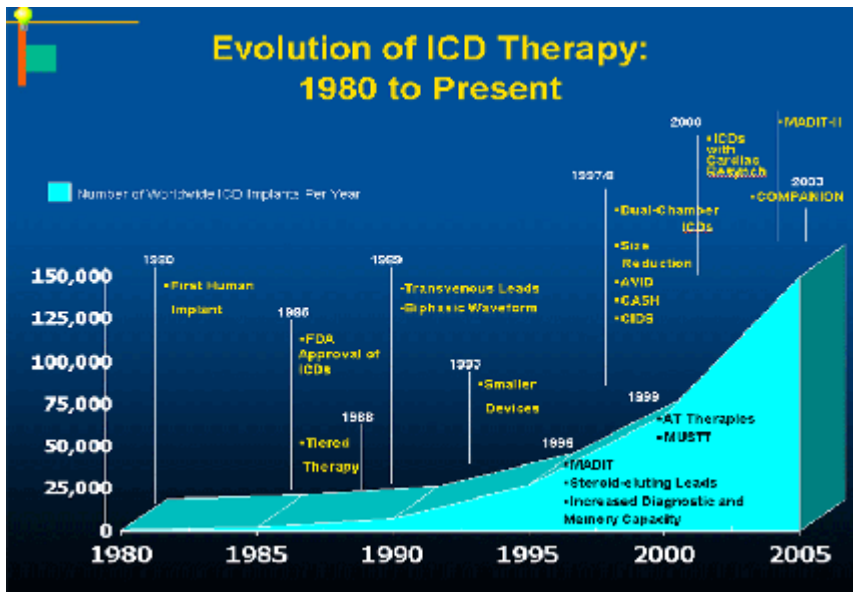 Evolution of ICD Therapy:
1980 to Present
Number of Worldwide ICD Implants Per Year
1980
•First Human
Implant
1986
•FDA
Approval of
ICDs
1988
•Tiered
Therapy
1989
•Transvenous Leads
•Biphasic Waveform
1993
•Smaller
Devices
1996
•MADIT
•Steroid-eluting Leads
•Increased Diagnostic and
Memory Capacity
1997/8
•Dual-Chamber
ICDs
•Size
Reduction
•AVID
•CASH
•CIDS
1999
•AT Therapies
•MUSTT
2000
•ICDs
with
Cardiac
Resynch
•MADIT-II
2003
•COMPANION
150,000
125,000
100,000
75,000
50,000
25,000
0
1980
1985
1990
1995
2000
2005